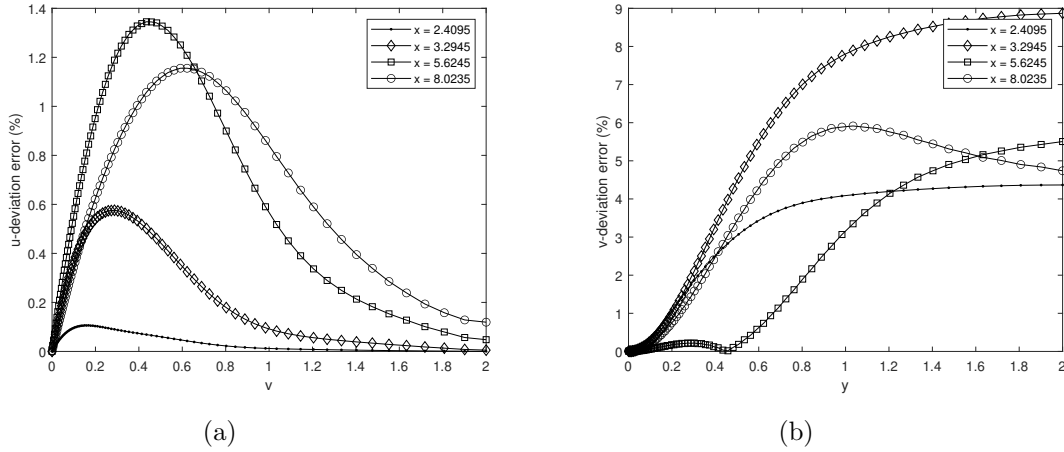 u-deviation error (%)
1.4
1.2
1
0.8
0.6
0.4
0.2
0
0 0.2 0.4 0.6 0.8 1 1.2 1.4 1.6 1.8 2
v
x = 2.4095
x = 3.2945
x = 5.6245
x = 8.0235
(a)
v-deviation error (%)
9
8
7
6
5
4
3
2
1
0
0 0.2 0.4 0.6 0.8 1 1.2 1.4 1.6 1.8 2
y
x = 2.4095
x = 3.2945
x = 5.6245
x = 8.0235
(b)